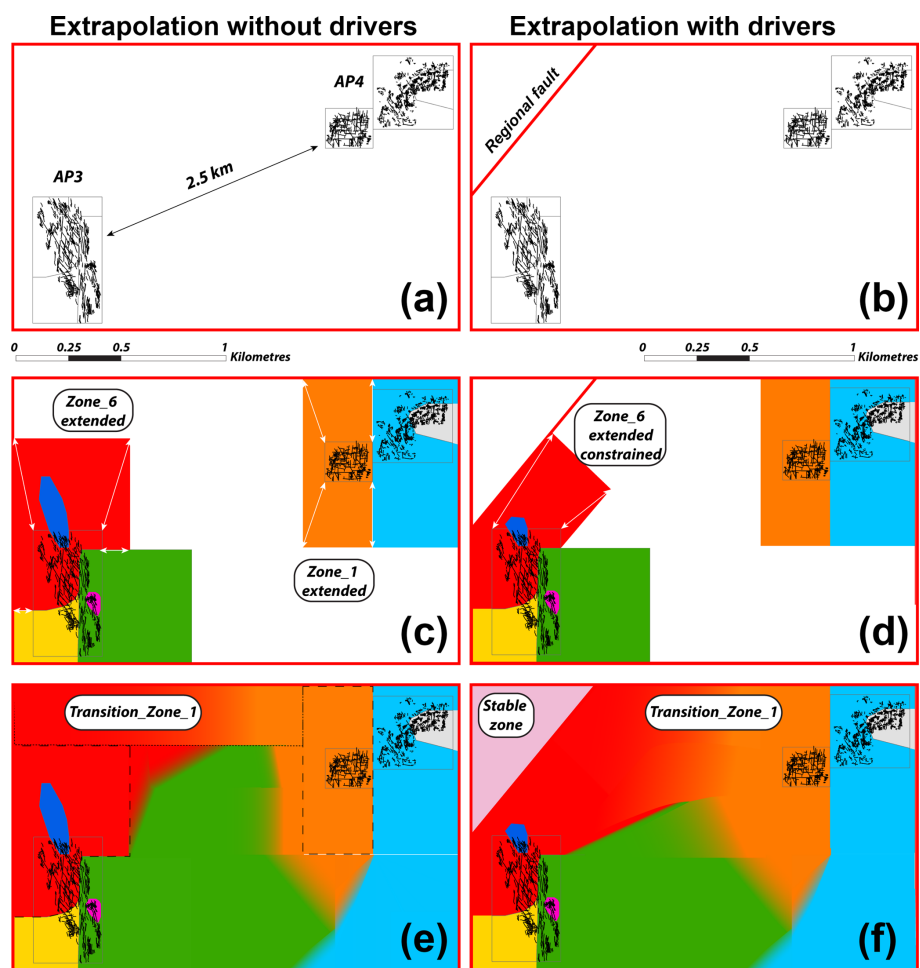 Extrapolation without drivers
Extrapolation with drivers
AP4
AP3
2.5 km
(a)
Regional fault
(b)
0 0.25 0.5 1 Kilometres
0 0.25 0.5 1 Kilometres
Zone_6
extended
Zone_1
extended
(c)
Zone_6
extended
constrained
(d)
Transition_Zone_1
(e)
Stable
zone
Transition_Zone_1
(f)